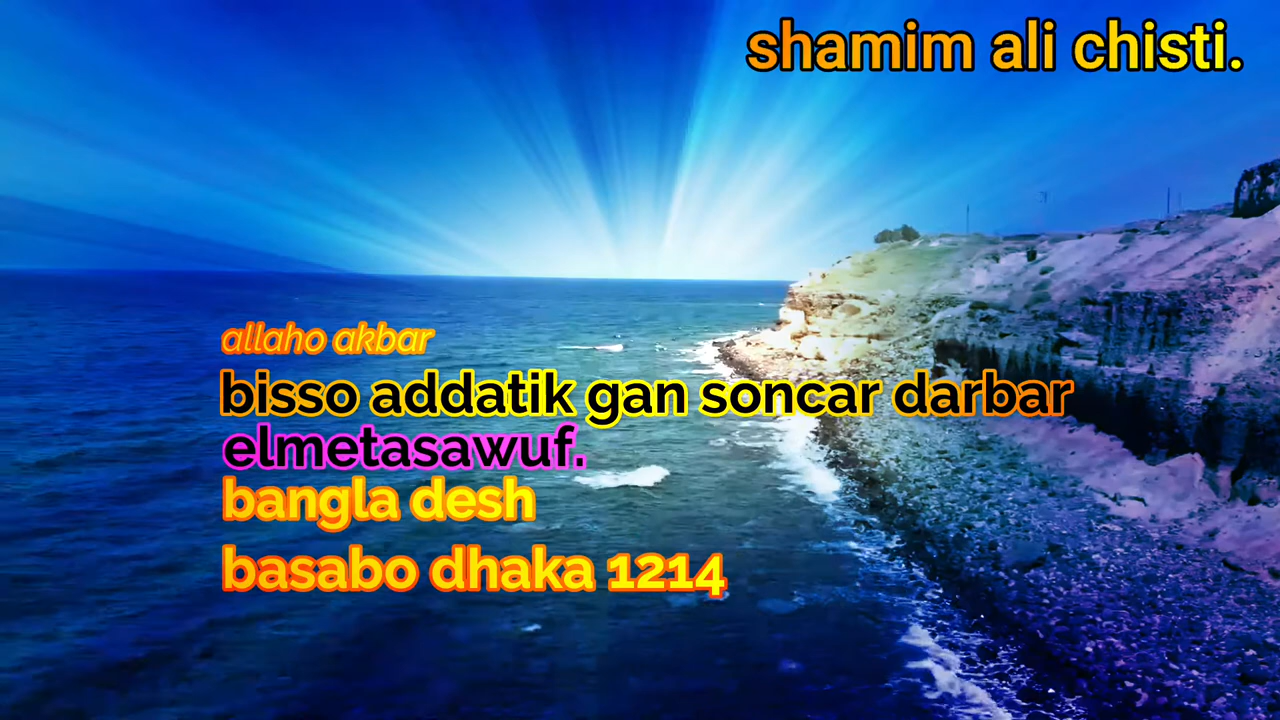 shamim ali chisti.
allaho akbar
bisso addatik gan soncar darbar
elmetasawuf.
bangla desh
basabo dhaka 1214